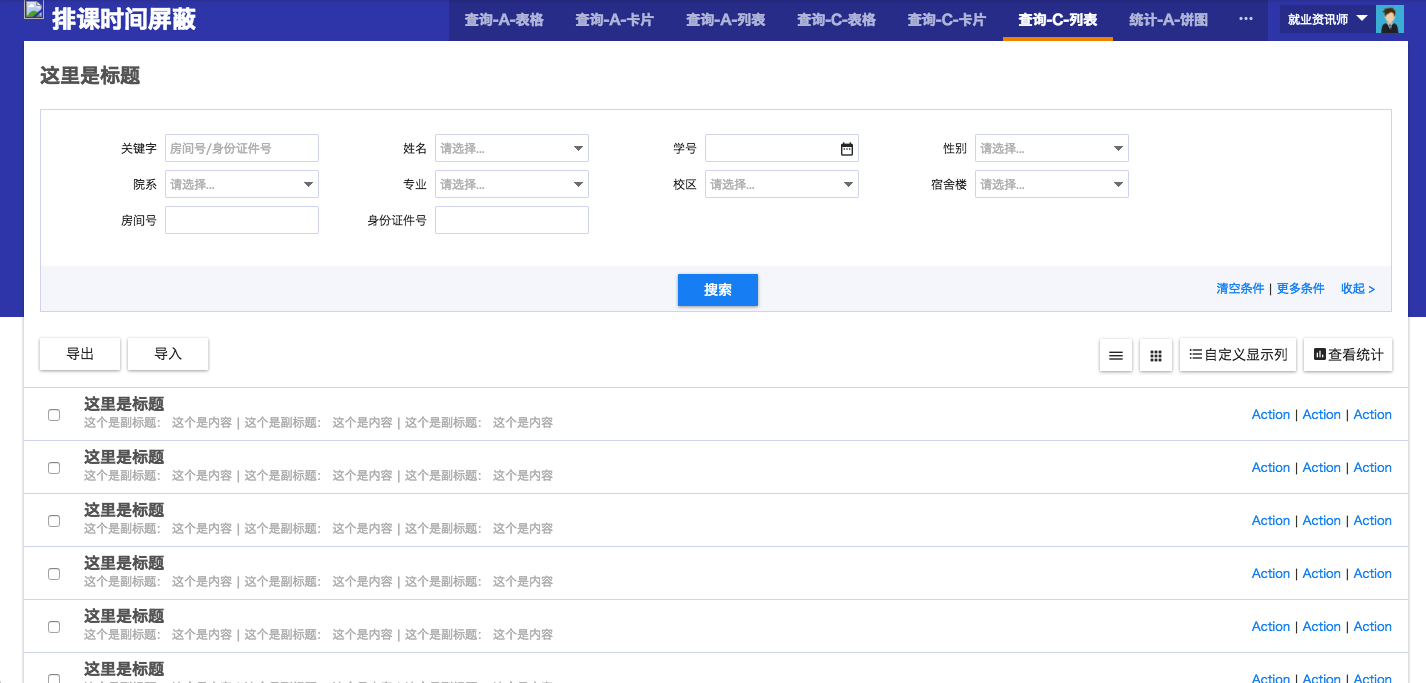 排课时间屏蔽 查询-A-表格 查询-A-卡片 查询-A-列表 查询-C-表格 查询-C-卡片 查询-C-列表 统计-A-饼图 ··· 就业资讯师
这里是标题
关键字 房间号/身份证件号 姓名 请选择... 学号 性别 请选择...
院系 请选择... 专业 请选择... 校区 请选择... 宿舍楼 请选择...
房间号 身份证件号
搜索 清空条件 | 更多条件 收起 >
导出 导入 自定义显示列 查看统计
这里是标题
这个是副标题： 这个是内容 | 这个是副标题： 这个是内容 | 这个是副标题： 这个是内容 Action | Action | Action
这里是标题
这个是副标题： 这个是内容 | 这个是副标题： 这个是内容 | 这个是副标题： 这个是内容 Action | Action | Action
这里是标题
这个是副标题： 这个是内容 | 这个是副标题： 这个是内容 | 这个是副标题： 这个是内容 Action | Action | Action
这里是标题
这个是副标题： 这个是内容 | 这个是副标题： 这个是内容 | 这个是副标题： 这个是内容 Action | Action | Action
这里是标题
这个是副标题： 这个是内容 | 这个是副标题： 这个是内容 | 这个是副标题： 这个是内容 Action | Action | Action
这里是标题
Action | Action | Action